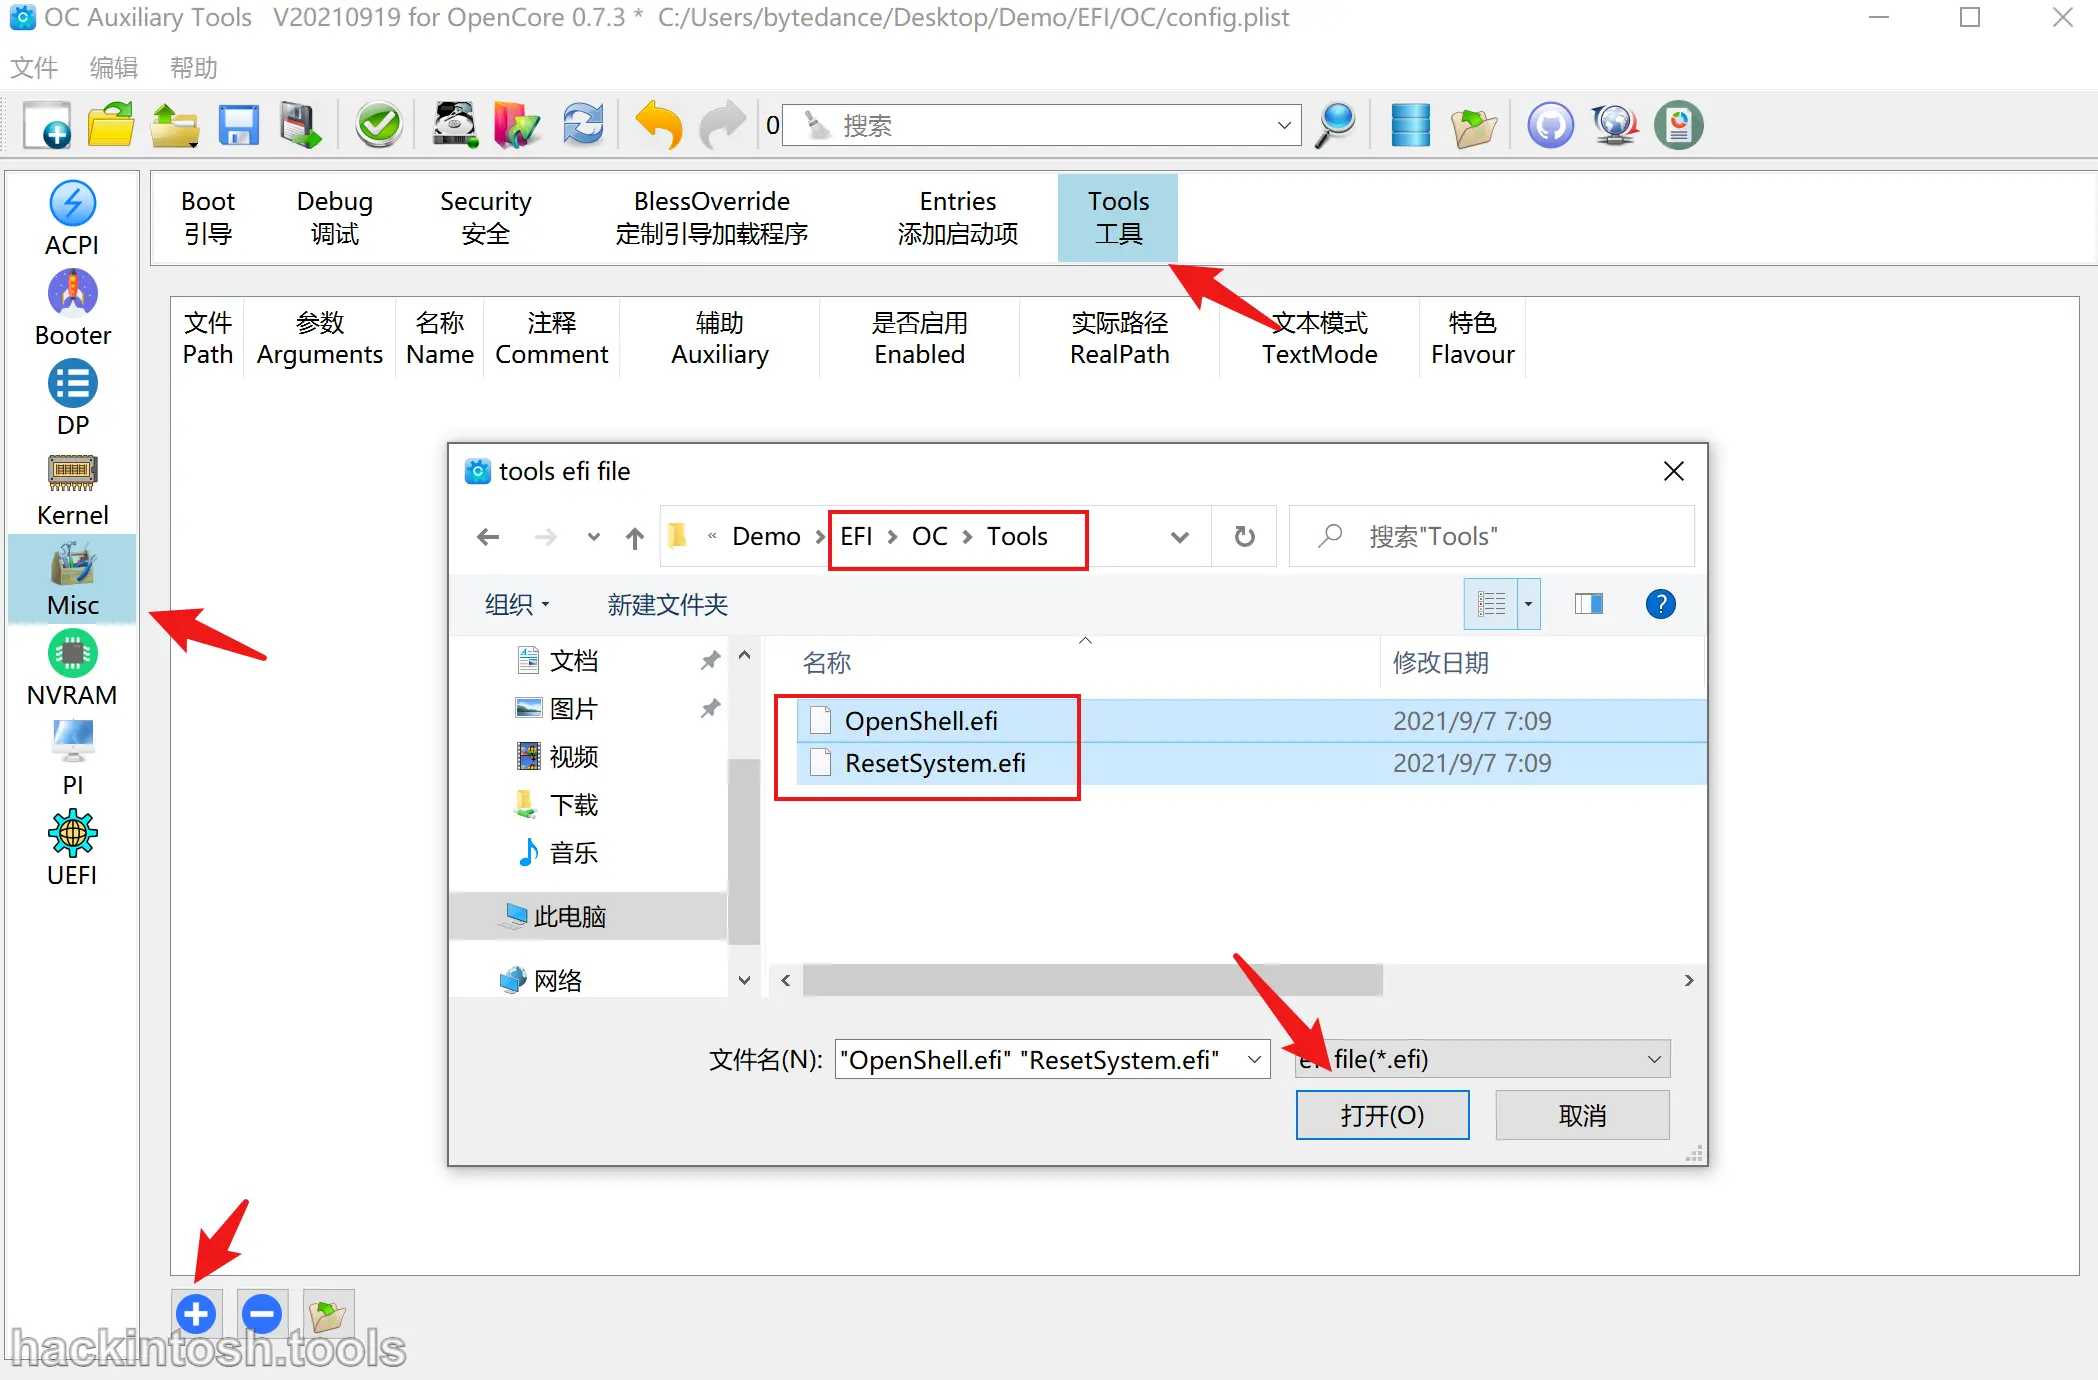 OC Auxiliary Tools   V20210919 for OpenCore 0.7.3 *  C:/Users/bytedance/Desktop/Demo/EFI/OC/config.plist
文件 编辑 帮助
0 搜索
ACPI
Booter
DP
Kernel
Misc
NVRAM
PI
UEFI
Boot Debug Security BlessOverride Entries Tools
引导 调试 安全 定制引导加载程序 添加启动项 工具
文件 参数 名称 注释 辅助 是否启用 实际路径 文本模式 特色
Path Arguments Name Comment Auxiliary Enabled RealPath TextMode Flavour
tools efi file
« Demo > EFI > OC > Tools
搜索"Tools"
组织 新建文件夹
文档
图片
视频
下载
音乐
此电脑
网络
名称 修改日期
OpenShell.efi 2021/9/7 7:09
ResetSystem.efi 2021/9/7 7:09
文件名(N): "OpenShell.efi" "ResetSystem.efi"
file(*.efi)
打开(O) 取消
hackintosh.tools